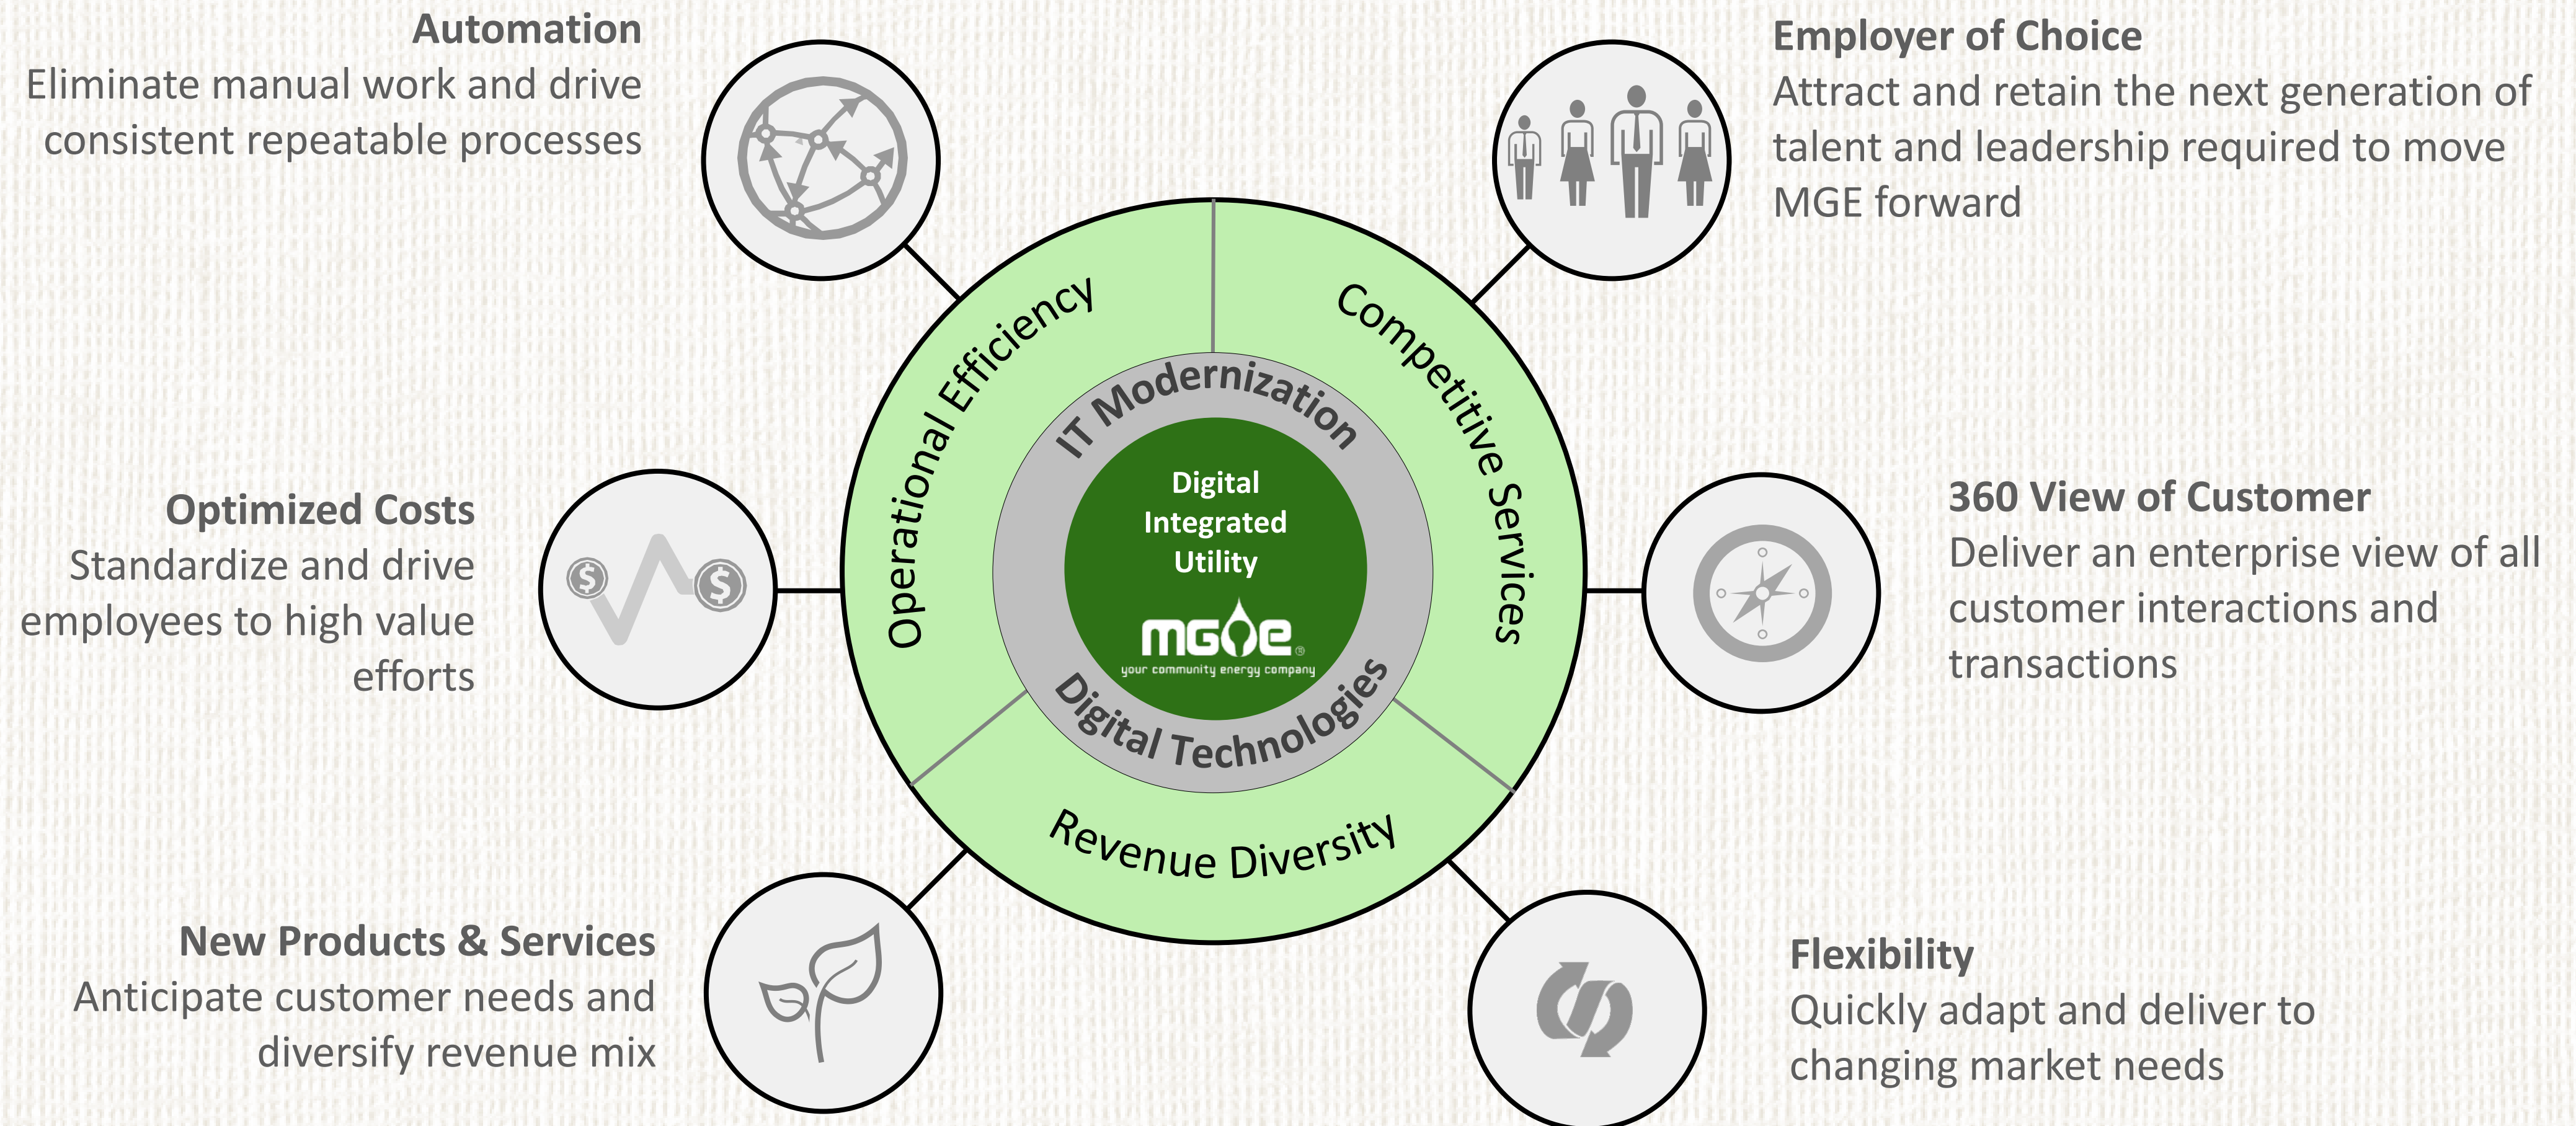 Automation
Eliminate manual work and drive
consistent repeatable processes
Employer of Choice
Attract and retain the next generation of
talent and leadership required to move
MGE forward
Operational Efficiency
Competitive Services
IT Modernization
Digital
Integrated
Utility
mge®
your community energy company
Digital Technologies
Revenue Diversity
Optimized Costs
Standardize and drive
employees to high value
efforts
$ $
360 View of Customer
Deliver an enterprise view of all
customer interactions and
transactions
New Products & Services
Anticipate customer needs and
diversify revenue mix
Flexibility
Quickly adapt and deliver to
changing market needs